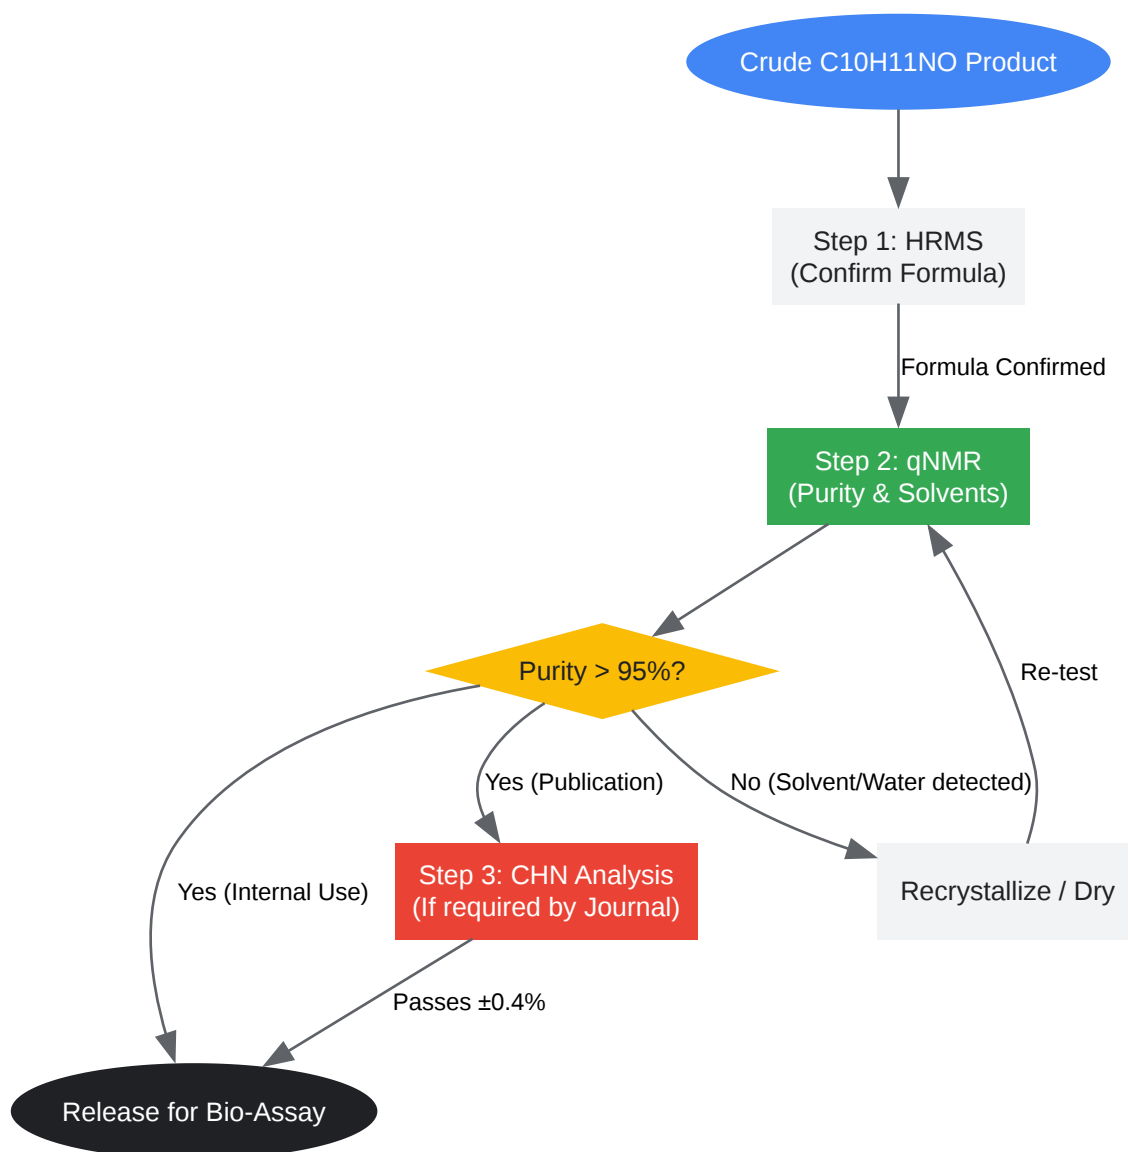 Crude C10H11NO Product
Step 1: HRMS
(Confirm Formula)
Formula Confirmed
Step 2: qNMR
(Purity & Solvents)
Purity > 95%?
Re-test
Yes (Publication)
No (Solvent/Water detected)
Yes (Internal Use)
Step 3: CHN Analysis
(If required by Journal)
Recrystallize / Dry
Passes ±0.4%
Release for Bio-Assay